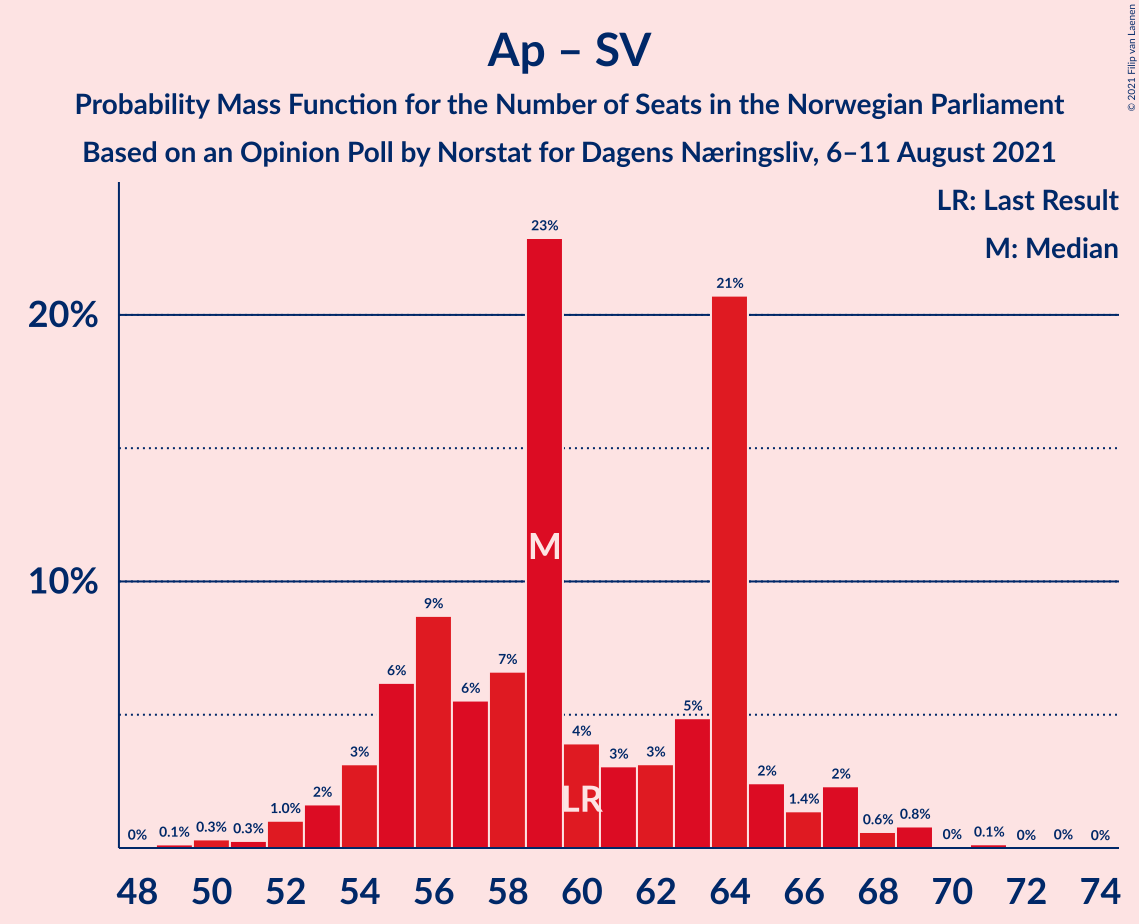 Ap – SV
Probability Mass Function for the Number of Seats in the Norwegian Parliament
Based on an Opinion Poll by Norstat for Dagens Næringsliv, 6–11 August 2021
© 2021 Filip van Laenen
LR: Last Result
M: Median
20%
10%
0% 0.1% 0.3% 0.3% 1.0% 2% 3% 6% 9% 6% 7% 23% 4% 3% 3% 5% 21% 2% 1.4% 2% 0.6% 0.8% 0% 0.1% 0% 0% 0%
M
LR
48 50 52 54 56 58 60 62 64 66 68 70 72 74